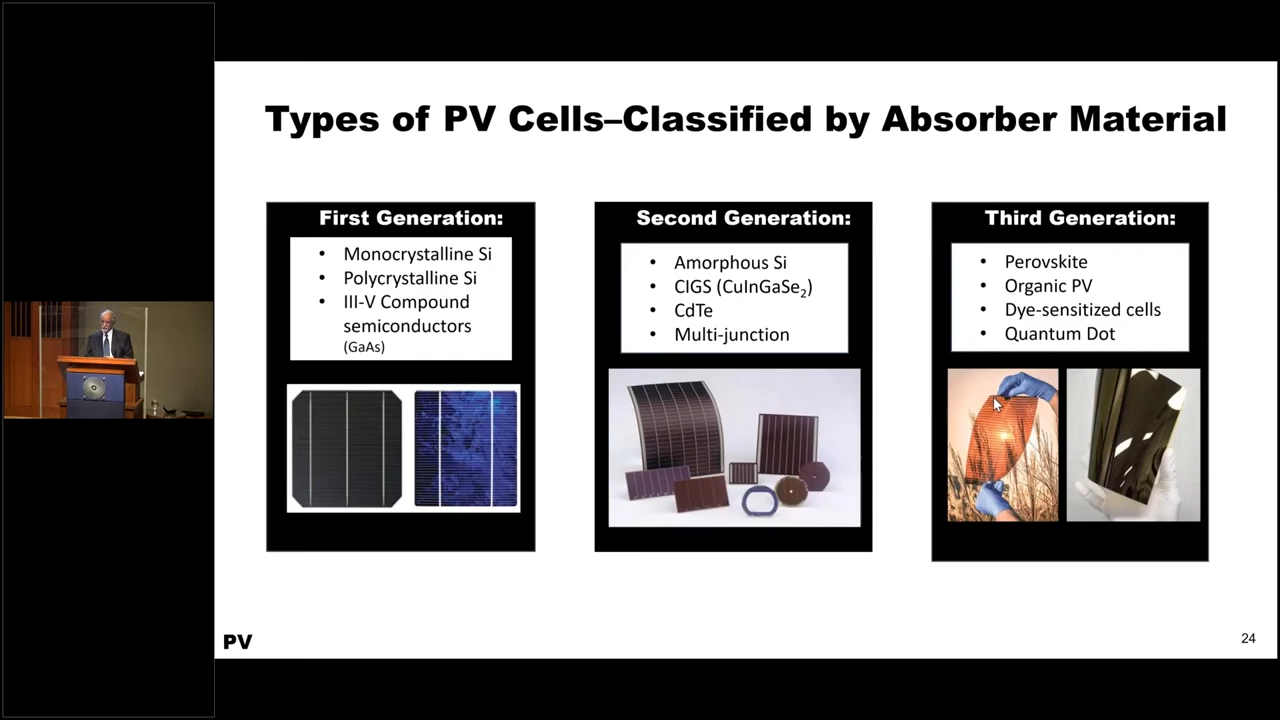 Types of PV Cells–Classified by Absorber Material
First Generation:
• Monocrystalline Si
• Polycrystalline Si
• III-V Compound
semiconductors
(GaAs)
Second Generation:
• Amorphous Si
• CIGS (CuInGaSe₂)
• CdTe
• Multi-junction
Third Generation:
• Perovskite
• Organic PV
• Dye-sensitized cells
• Quantum Dot
PV
24